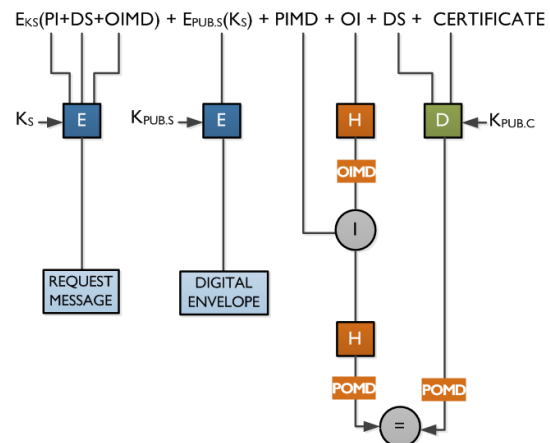 EKS(PI+DS+OIMD) + EPUB.S(KS) + PIMD + OI + DS + CERTIFICATE
KS E KPUB.S E H D KPUB.C
OIMD
I
REQUEST MESSAGE
DIGITAL ENVELOPE
H
POMD POMD
=